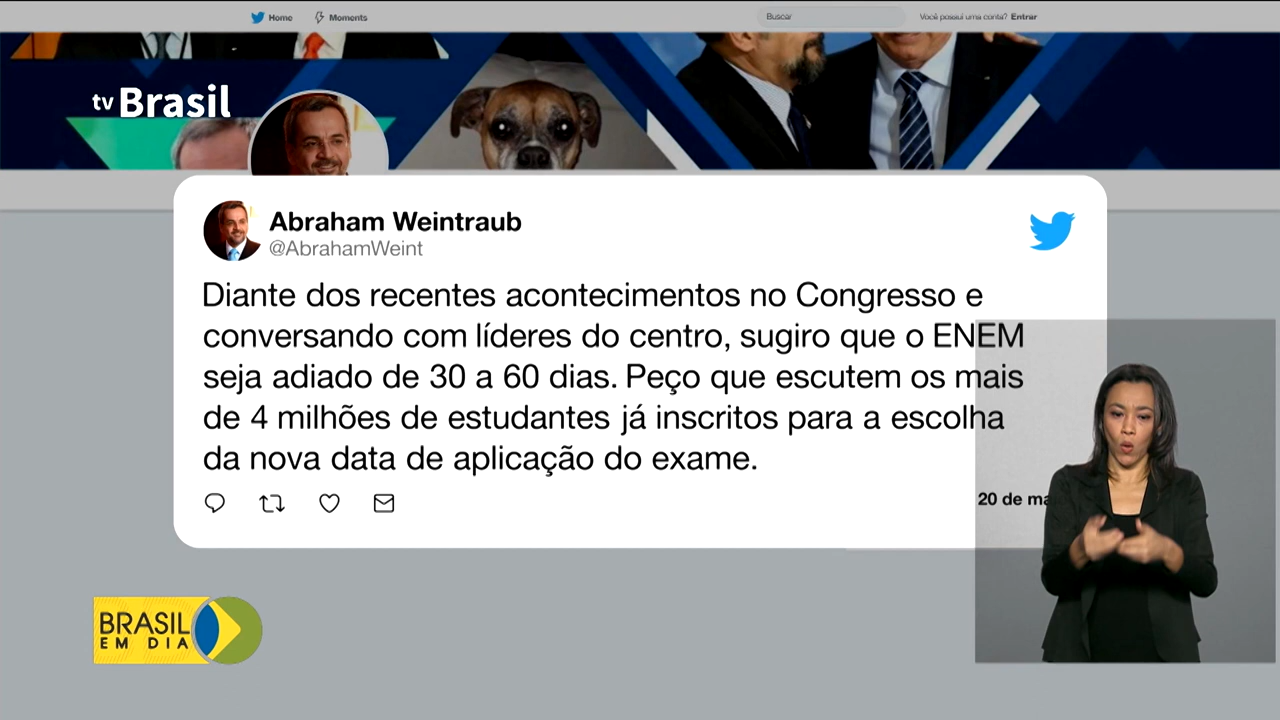 Home
Moments
Buscar
Você possui uma conta? Entrar
tv Brasil
Abraham Weintraub
@AbrahamWeint
Diante dos recentes acontecimentos no Congresso e
conversando com líderes do centro, sugiro que o ENEM
seja adiado de 30 a 60 dias. Peço que escutem os mais
de 4 milhões de estudantes já inscritos para a escolha
da nova data de aplicação do exame.
20 de ma
BRASIL
EM DIA